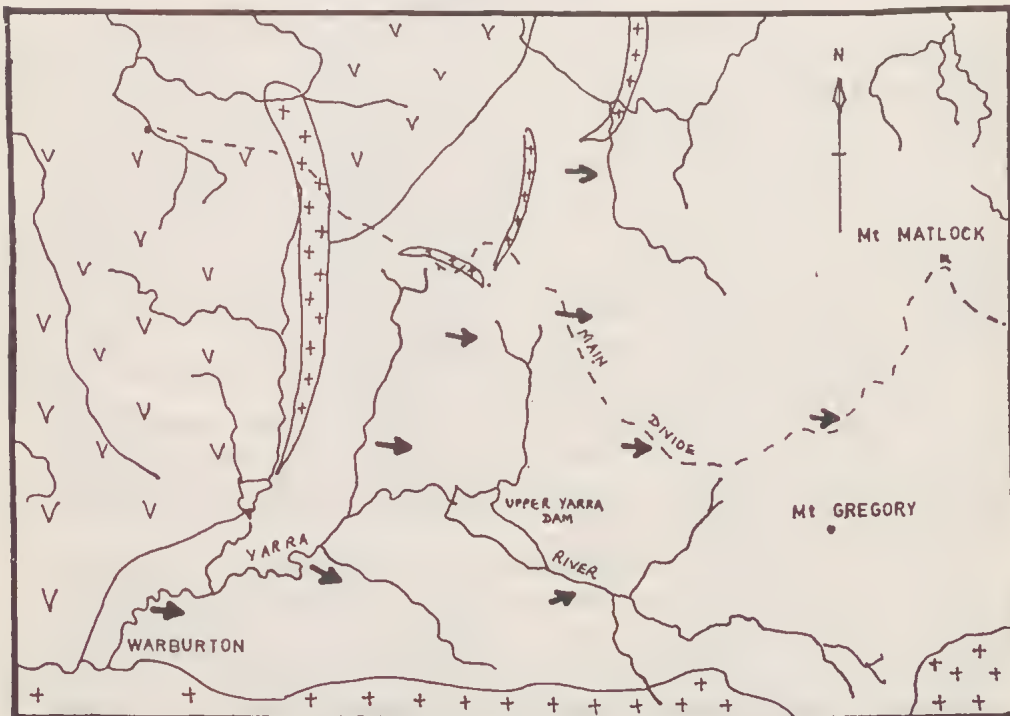 N
Mt MATLOCK
MAIN
DIVIDE
UPPER YARRA
DAM
Mt GREGORY
YARRA
RIVER
WARBURTON